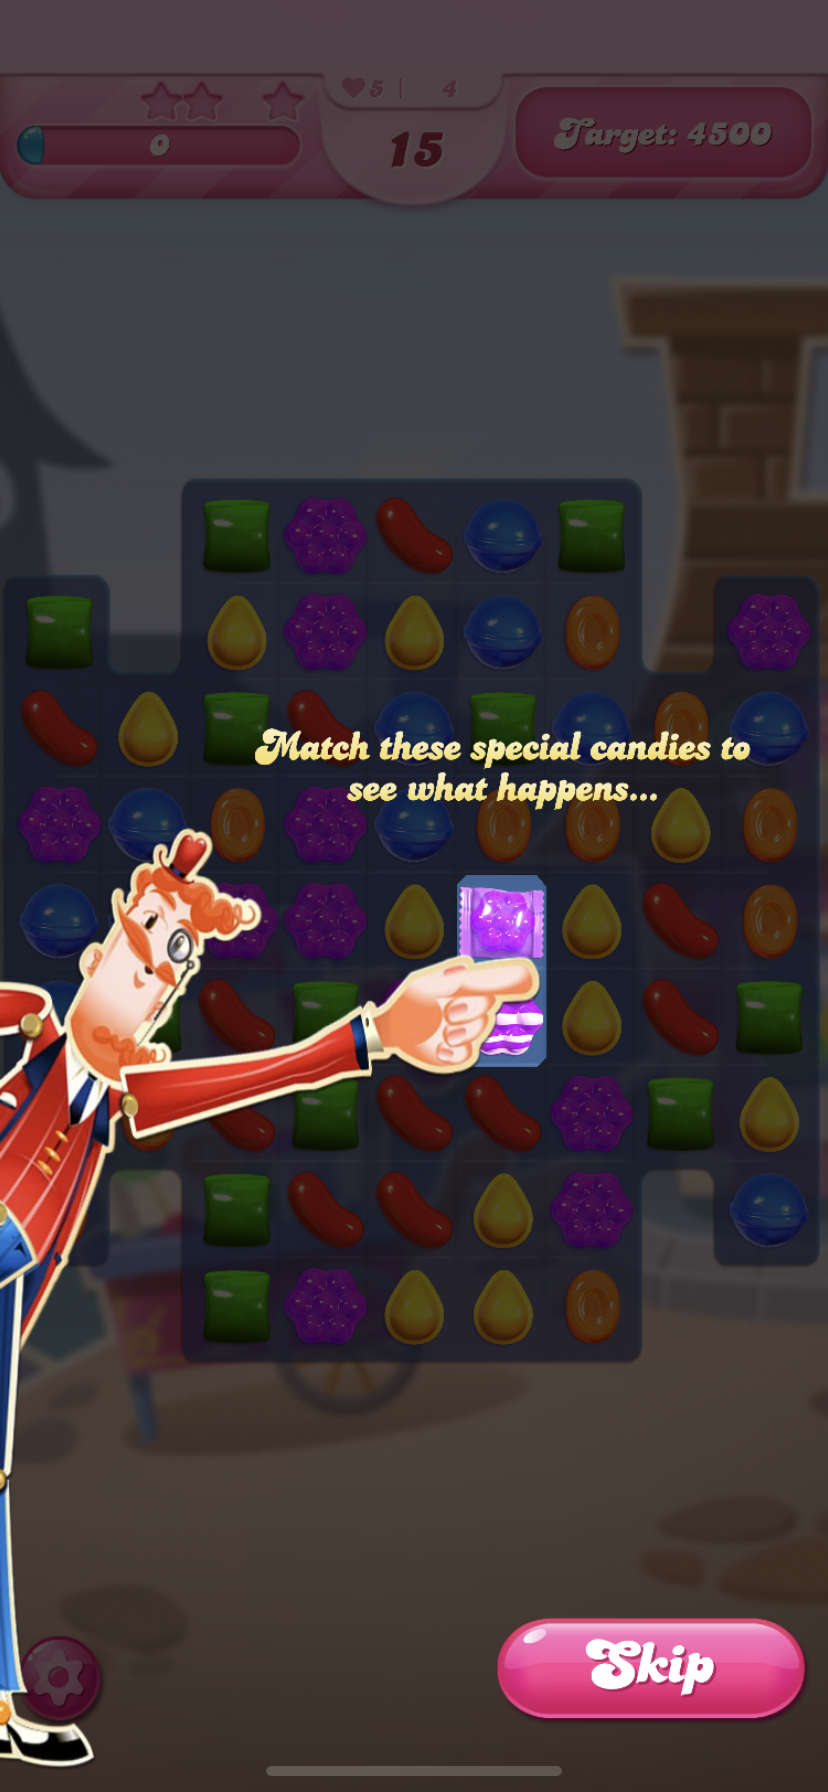 5 | 4
0
15
Target: 4500
Match these special candies to
see what happens...
Skip